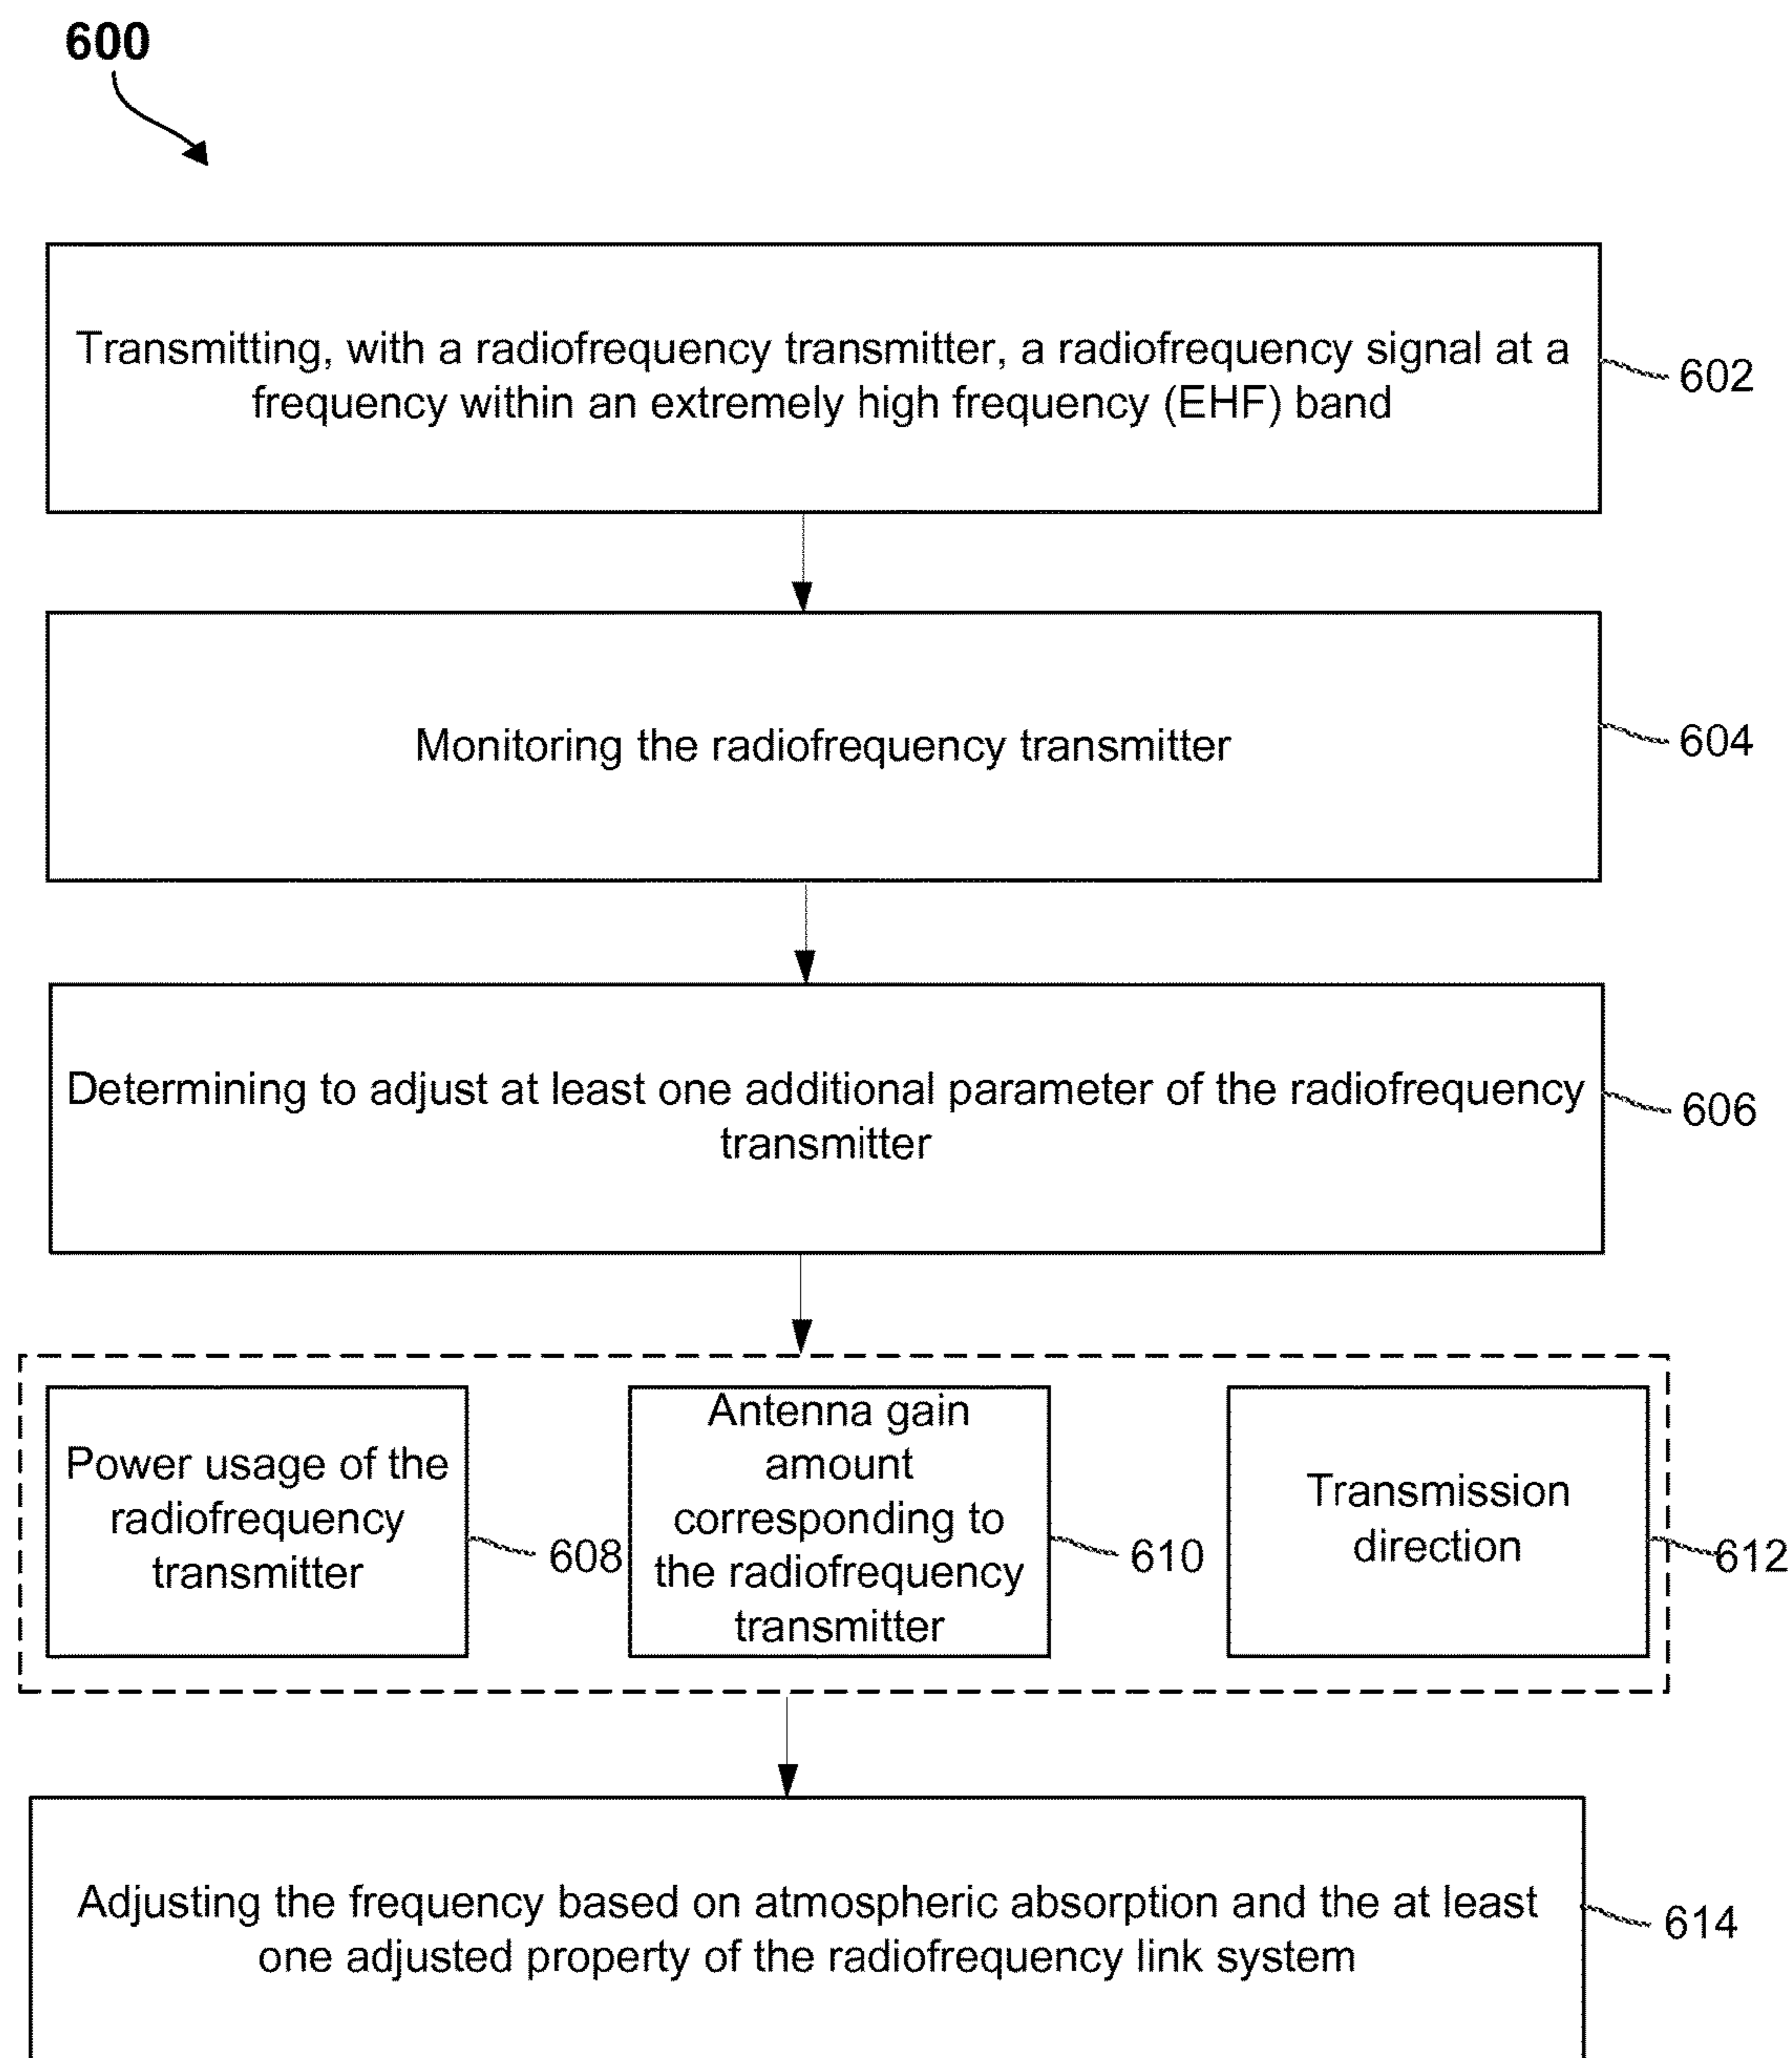 600
Transmitting, with a radiofrequency transmitter, a radiofrequency signal at a
frequency within an extremely high frequency (EHF) band
602
Monitoring the radiofrequency transmitter
604
Determining to adjust at least one additional parameter of the radiofrequency
transmitter
606
Power usage of the
radiofrequency
transmitter
608
Antenna gain
amount
corresponding to
the radiofrequency
transmitter
610
Transmission
direction
612
Adjusting the frequency based on atmospheric absorption and the at least
one adjusted property of the radiofrequency link system
614